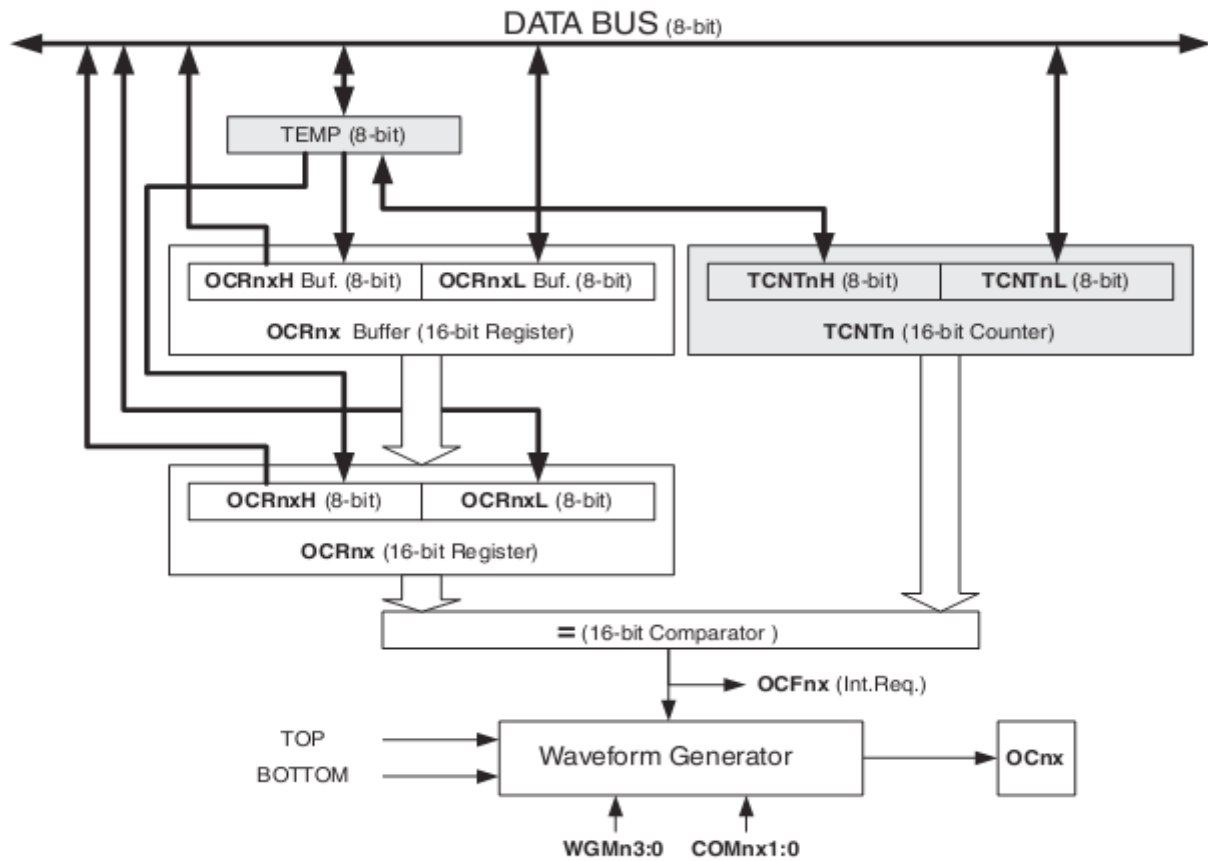 DATA BUS (8-bit)
TEMP (8-bit)
OCRnxH Buf. (8-bit) OCRnxL Buf. (8-bit)
OCRnx Buffer (16-bit Register)
TCNTnH (8-bit) TCNTnL (8-bit)
TCNTn (16-bit Counter)
OCRnxH (8-bit) OCRnxL (8-bit)
OCRnx (16-bit Register)
= (16-bit Comparator )
OCFnx (Int.Req.)
TOP
BOTTOM
Waveform Generator
OCnx
WGMn3:0 COMnx1:0